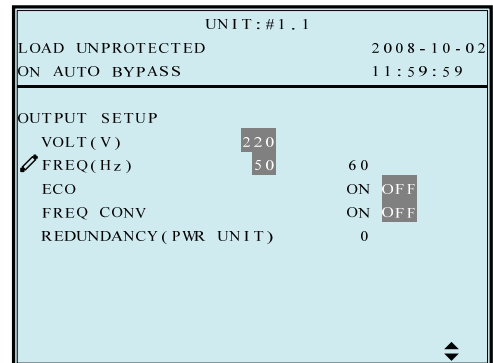 UNIT:#1.1
LOAD UNPROTECTED 2008-10-02
ON AUTO BYPASS 11:59:59
OUTPUT SETUP
VOLT(V) 220
FREQ(Hz) 50 60
ECO ON OFF
FREQ CONV ON OFF
REDUNDANCY(PWR UNIT) 0